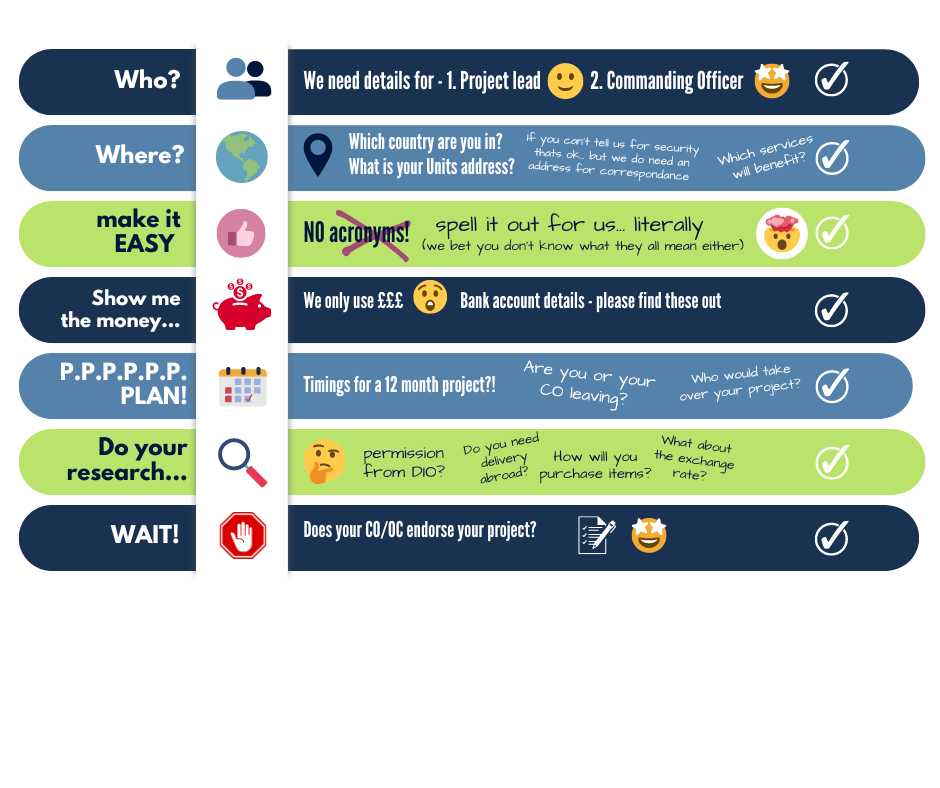 Who?
We need details for - 1. Project lead
2. Commanding Officer
Where?
Which country are you in?
What is your Units address?
If you can't tell us for security
thats ok... but we do need an
address for correspondance
Which services
will benefit?
make it
EASY
NO acronyms!
spell it out for us... literally
(we bet you don't know what they all mean either)
Show me
the money...
We only use £££
Bank account details - please find these out
P.P.P.P.P.P.
PLAN!
Timings for a 12 month project?!
Are you or your
CO leaving?
Who would take
over your project?
Do your
research...
permission
from DIO?
Do you need
delivery
abroad?
How will you
purchase items?
What about
the exchange
rate?
WAIT!
Does your CO/OC endorse your project?